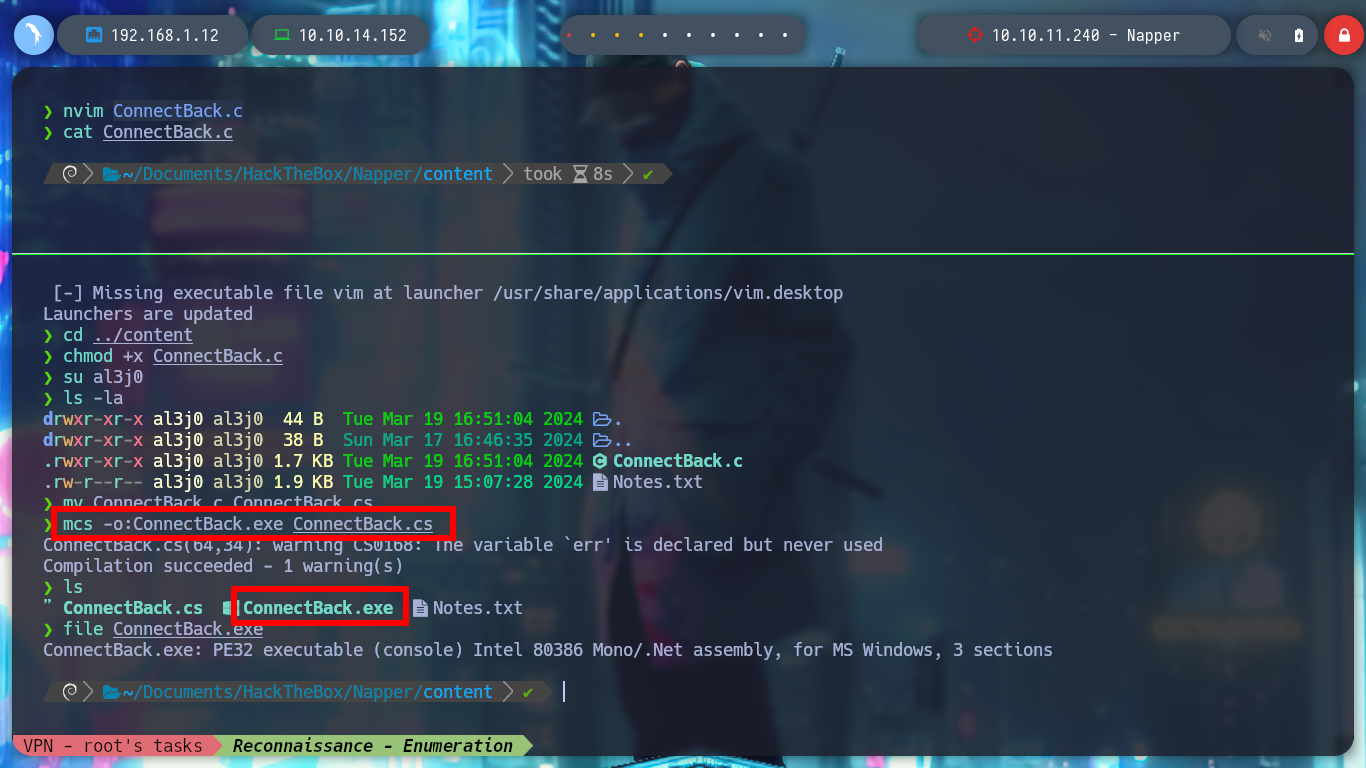 192.168.1.12 10.10.14.152 10.10.11.240 - Napper
❯ nvim ConnectBack.c
❯ cat ConnectBack.c
~/Documents/HackTheBox/Napper/content took 8s ✔
[-] Missing executable file vim at launcher /usr/share/applications/vim.desktop
Launchers are updated
❯ cd ../content
❯ chmod +x ConnectBack.c
❯ su al3j0
❯ ls -la
drwxr-xr-x al3j0 al3j0 44 B Tue Mar 19 16:51:04 2024 .
drwxr-xr-x al3j0 al3j0 38 B Sun Mar 17 16:46:35 2024 ..
.rwxr-xr-x al3j0 al3j0 1.7 KB Tue Mar 19 16:51:04 2024 ConnectBack.c
.rw-r--r-- al3j0 al3j0 1.9 KB Tue Mar 19 15:07:28 2024 Notes.txt
❯ mv ConnectBack.c ConnectBack.cs
❯ mcs -o:ConnectBack.exe ConnectBack.cs
ConnectBack.cs(64,34): warning CS0168: The variable `err' is declared but never used
Compilation succeeded - 1 warning(s)
❯ ls
ConnectBack.cs ConnectBack.exe Notes.txt
❯ file ConnectBack.exe
ConnectBack.exe: PE32 executable (console) Intel 80386 Mono/.Net assembly, for MS Windows, 3 sections
~/Documents/HackTheBox/Napper/content ✔
VPN - root's tasks Reconnaissance - Enumeration